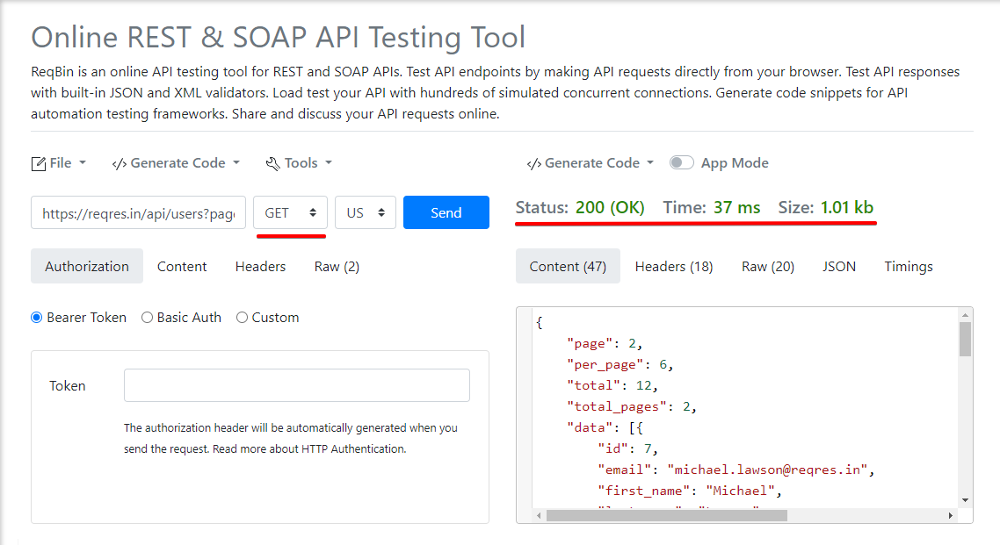 Online REST & SOAP API Testing Tool
ReqBin is an online API testing tool for REST and SOAP APIs. Test API endpoints by making API requests directly from your browser. Test API responses
with built-in JSON and XML validators. Load test your API with hundreds of simulated concurrent connections. Generate code snippets for API
automation testing frameworks. Share and discuss your API requests online.
File </> Generate Code Tools
https://reqres.in/api/users?page GET US Send
Authorization Content Headers Raw (2)
Bearer Token Basic Auth Custom
Token
The authorization header will be automatically generated when you
send the request. Read more about HTTP Authentication.
</> Generate Code App Mode
Status: 200 (OK) Time: 37 ms Size: 1.01 kb
Content (47) Headers (18) Raw (20) JSON Timings
{
"page": 2,
"per_page": 6,
"total": 12,
"total_pages": 2,
"data": [{
"id": 7,
"email": "michael.lawson@reqres.in",
"first_name": "Michael",